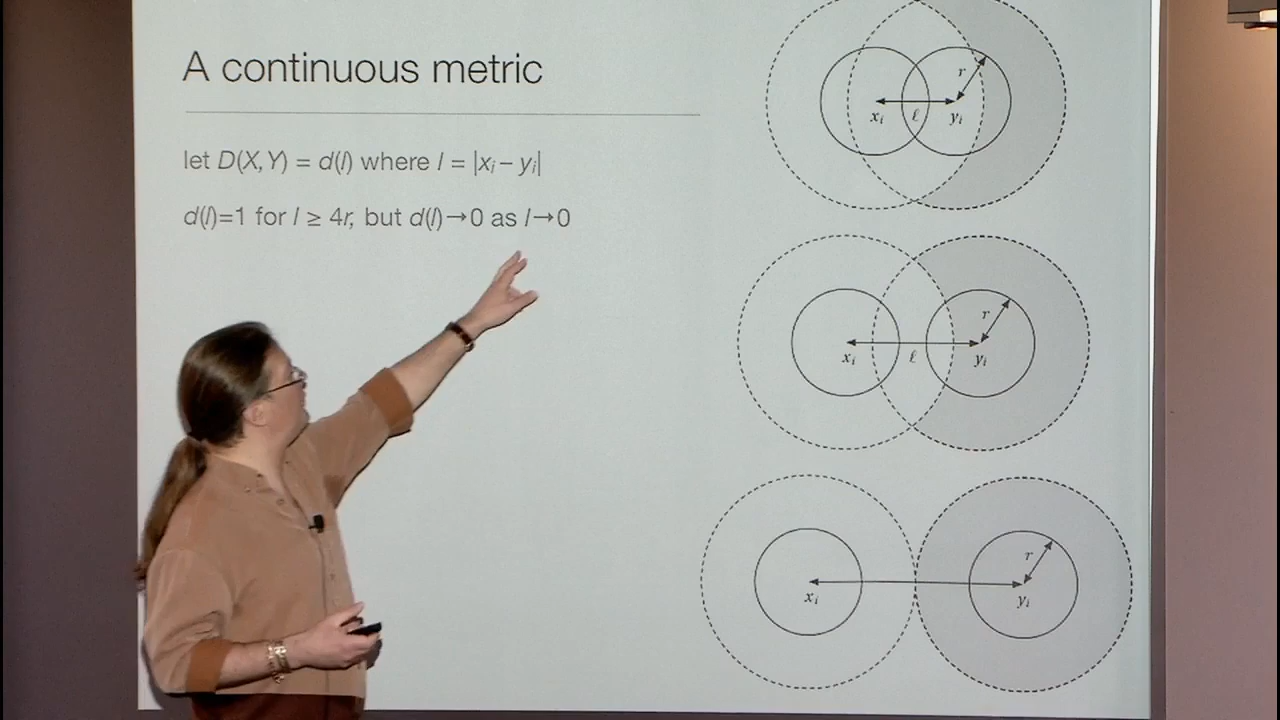 A continuous metric
let D(X, Y) = d(l) where l = |xᵢ – yᵢ|
d(l)=1 for l ≥ 4r, but d(l)→0 as l→0
r
xᵢ ℓ yᵢ
r
xᵢ ℓ yᵢ
r
xᵢ yᵢ